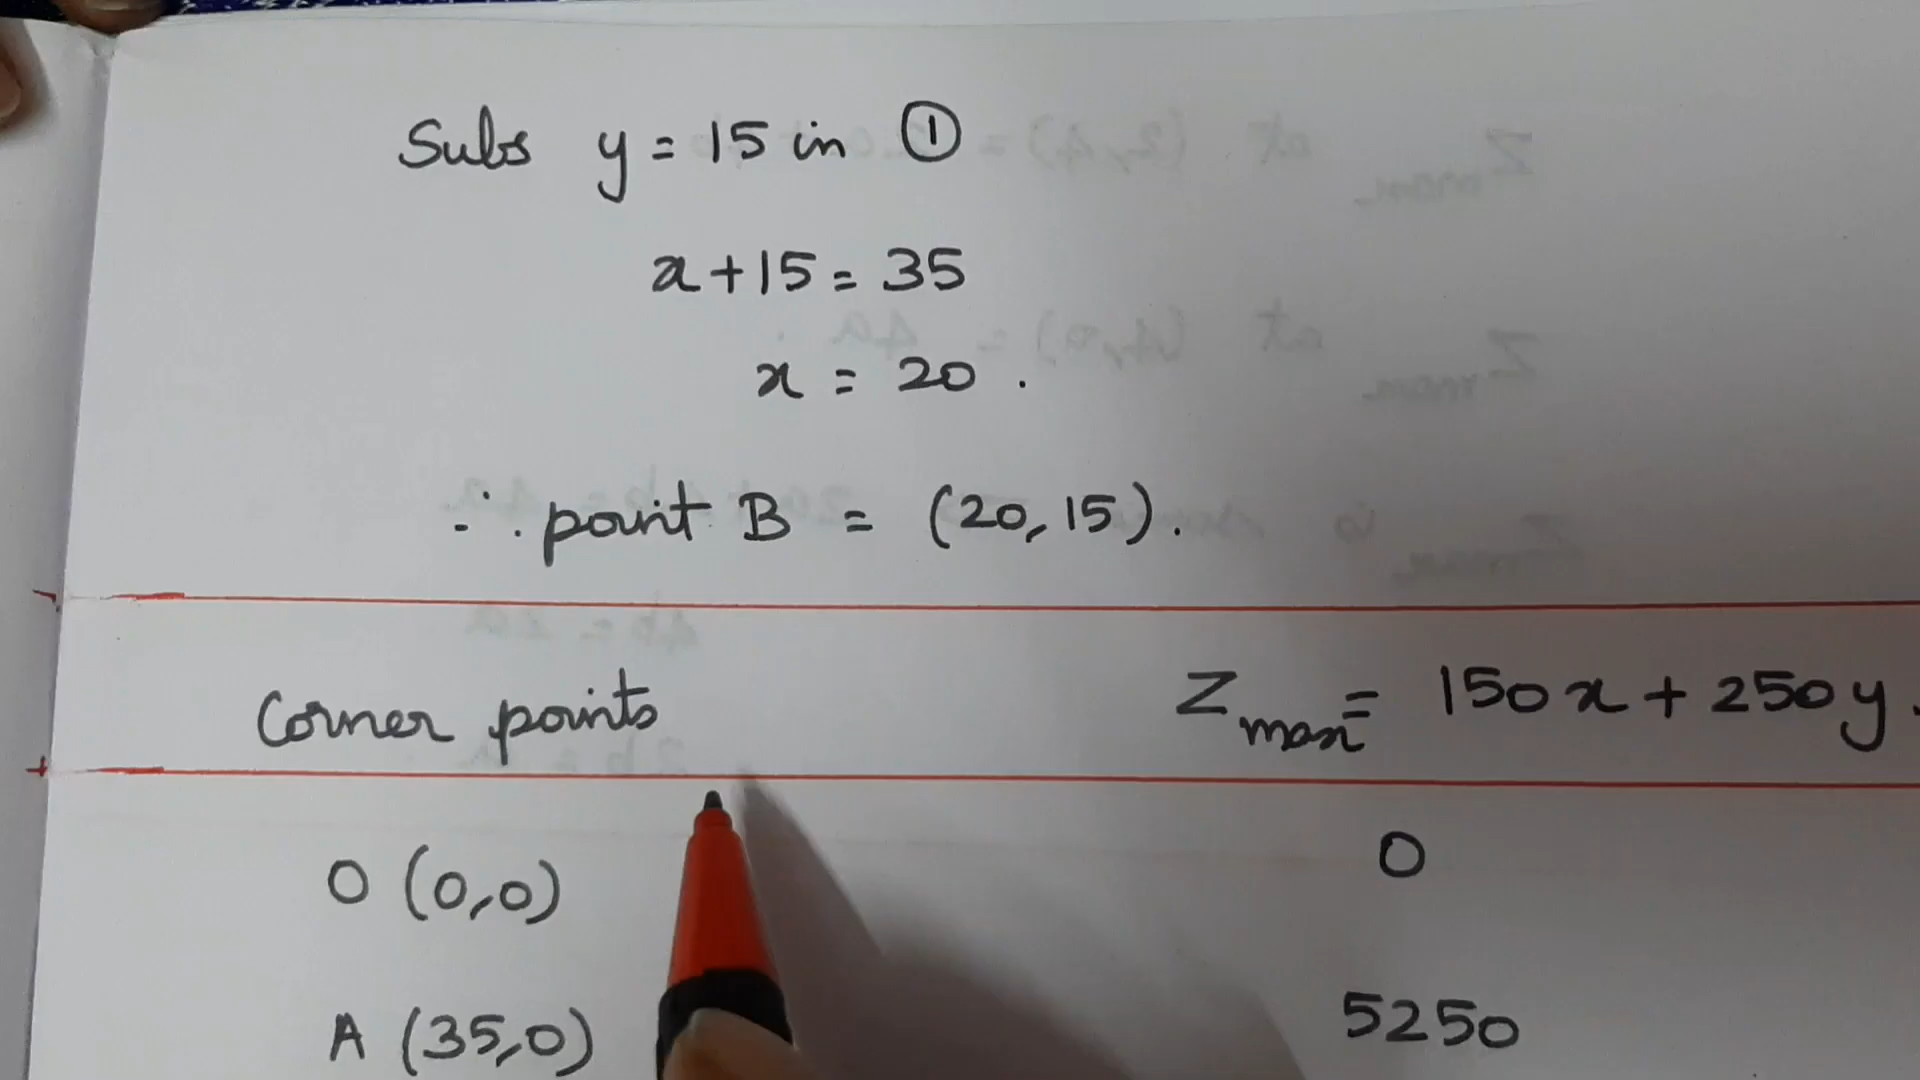 Subs y = 15 in ①
x + 15 = 35
x = 20 .
∴ point B = (20, 15).
Corner points Zmax = 150x + 250y.
O (0,0) 0
A (35,0) 5250